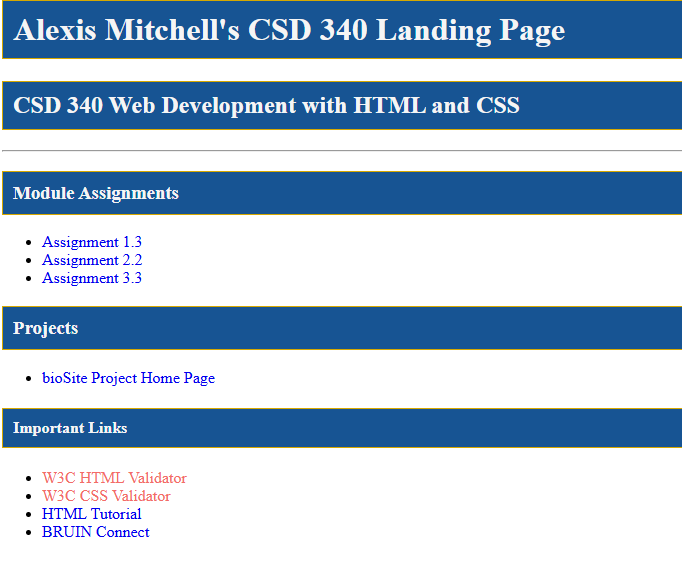 Alexis Mitchell's CSD 340 Landing Page
CSD 340 Web Development with HTML and CSS
Module Assignments
Assignment 1.3
Assignment 2.2
Assignment 3.3
Projects
bioSite Project Home Page
Important Links
W3C HTML Validator
W3C CSS Validator
HTML Tutorial
BRUIN Connect